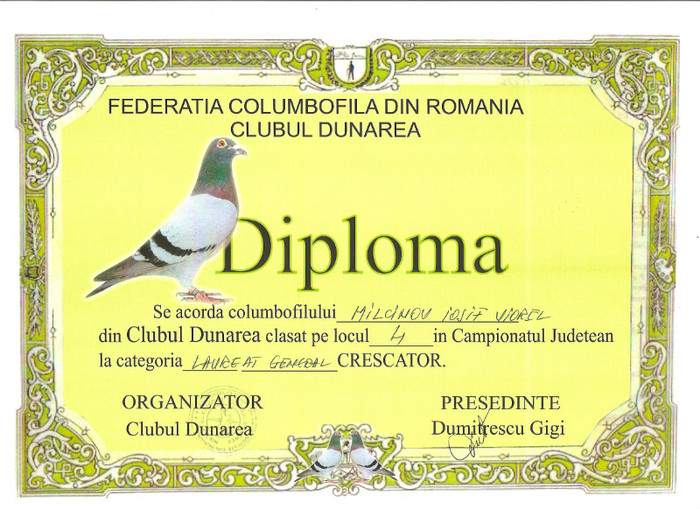 FEDERATIA COLUMBOFILA DIN ROMANIA
CLUBUL DUNAREA
Diploma
Se acorda columbofilului MILCINOV IOSIF VIOREL
din Clubul Dunarea clasat pe locul 4 in Campionatul Judetean
la categoria LAUREAT GENERAL CRESCATOR.
ORGANIZATOR
Clubul Dunarea
PRESEDINTE
Dumitrescu Gigi